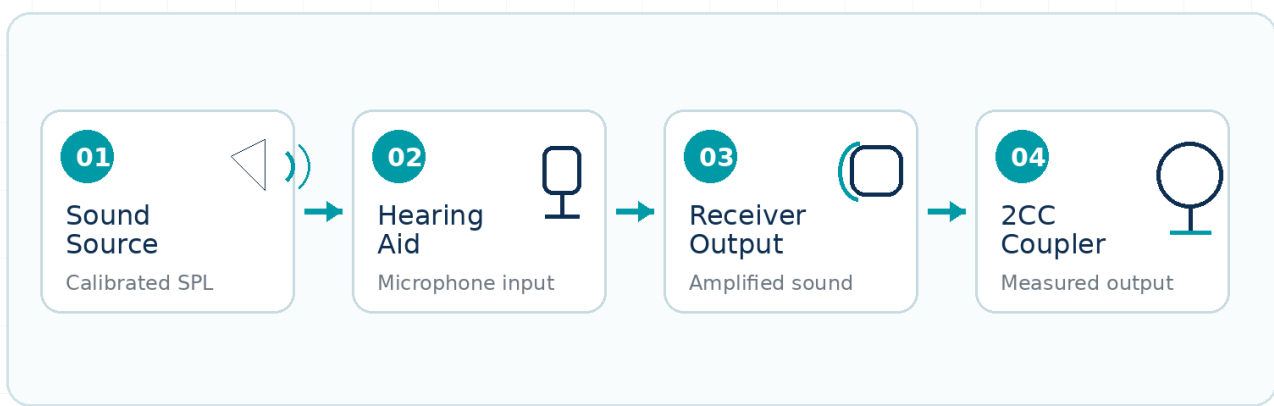 01
Sound
Source
Calibrated SPL
02
Hearing
Aid
Microphone input
03
Receiver
Output
Amplified sound
04
2CC
Coupler
Measured output